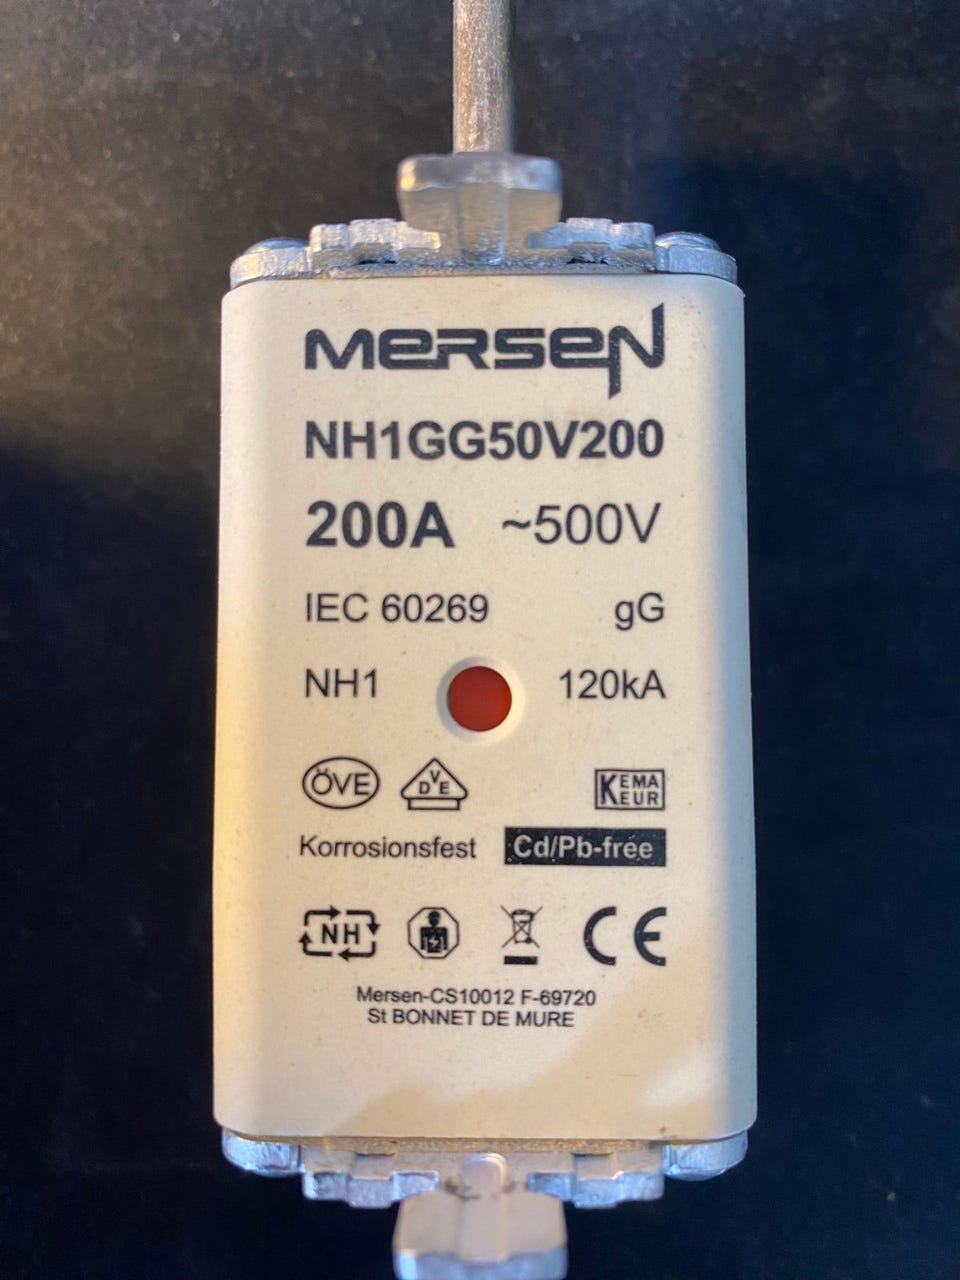 MERSEN
NH1GG50V200
200A ~500V
IEC 60269 gG
NH1 120kA
ÖVE VDE KEMA KEUR
Korrosionsfest Cd/Pb-free
NH CE
Mersen-CS10012 F-69720
St BONNET DE MURE